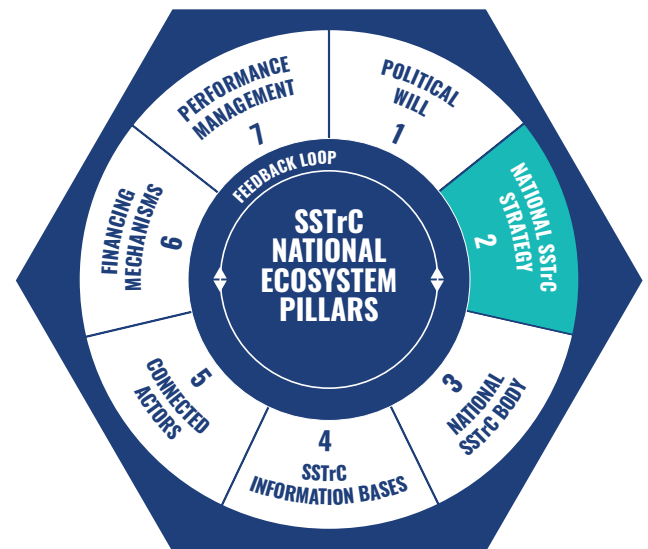 SSTrC
NATIONAL
ECOSYSTEM
PILLARS
FEEDBACK LOOP
POLITICAL
WILL
1
NATIONAL SSTrC
STRATEGY
2
3
NATIONAL
SSTrC BODY
4
SSTrC
INFORMATION BASES
5
CONNECTED
ACTORS
FINANCING
MECHANISMS
6
PERFORMANCE
MANAGEMENT
7